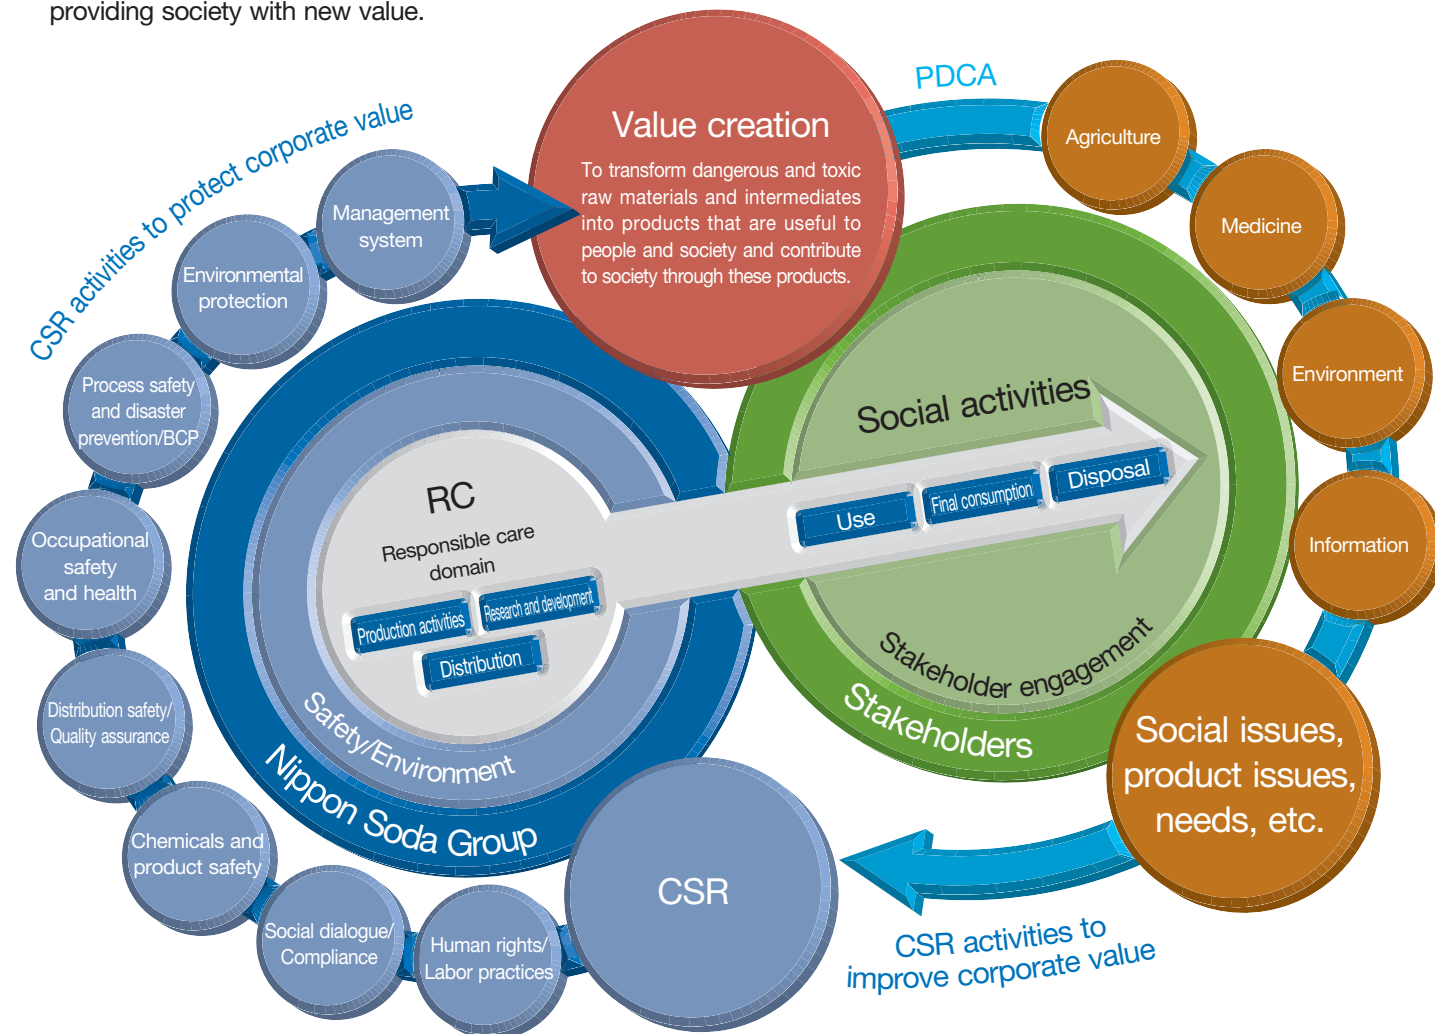 providing society with new value.
PDCA
CSR activities to protect corporate value
Value creation
To transform dangerous and toxic
raw materials and intermediates
into products that are useful to
people and society and contribute
to society through these products.
Agriculture
Medicine
Environment
Information
Social issues,
product issues,
needs, etc.
CSR activities to
improve corporate value
CSR
Human rights/
Labor practices
Social dialogue/
Compliance
Chemicals and
product safety
Distribution safety/
Quality assurance
Occupational
safety
and health
Process safety
and disaster
prevention/BCP
Environmental
protection
Management
system
RC
Responsible care
domain
Production activities
Research and development
Distribution
Safety/Environment
Nippon Soda Group
Social activities
Use
Final consumption
Disposal
Stakeholder engagement
Stakeholders